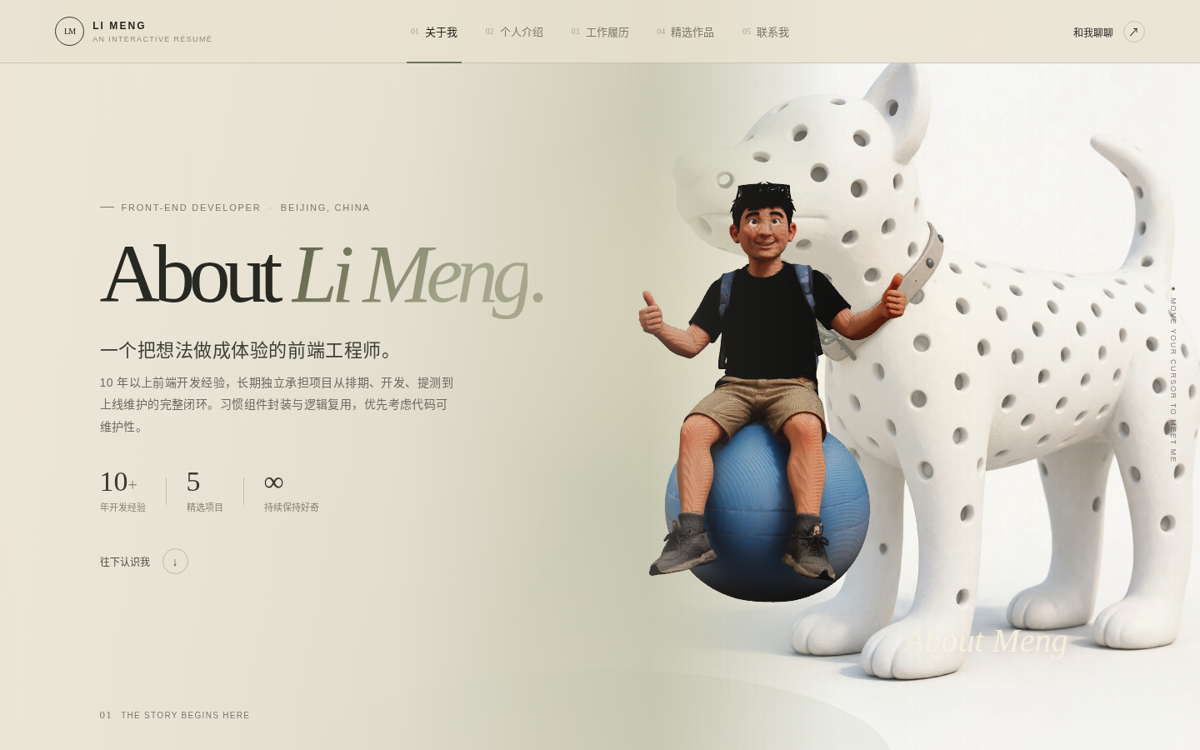 LM
LI MENG
AN INTERACTIVE RÉSUMÉ
01 关于我
02 个人介绍
03 工作履历
04 精选作品
05 联系我
和我聊聊 ↗
FRONT-END DEVELOPER · BEIJING, CHINA
About Li Meng.
一个把想法做成体验的前端工程师。
10 年以上前端开发经验，长期独立承担项目从排期、开发、提测到
上线维护的完整闭环。习惯组件封装与逻辑复用，优先考虑代码可
维护性。
10+
年开发经验
5
精选项目
∞
持续保持好奇
往下认识我 ↓
MOVE YOUR CURSOR TO MEET ME
About Meng
01 THE STORY BEGINS HERE